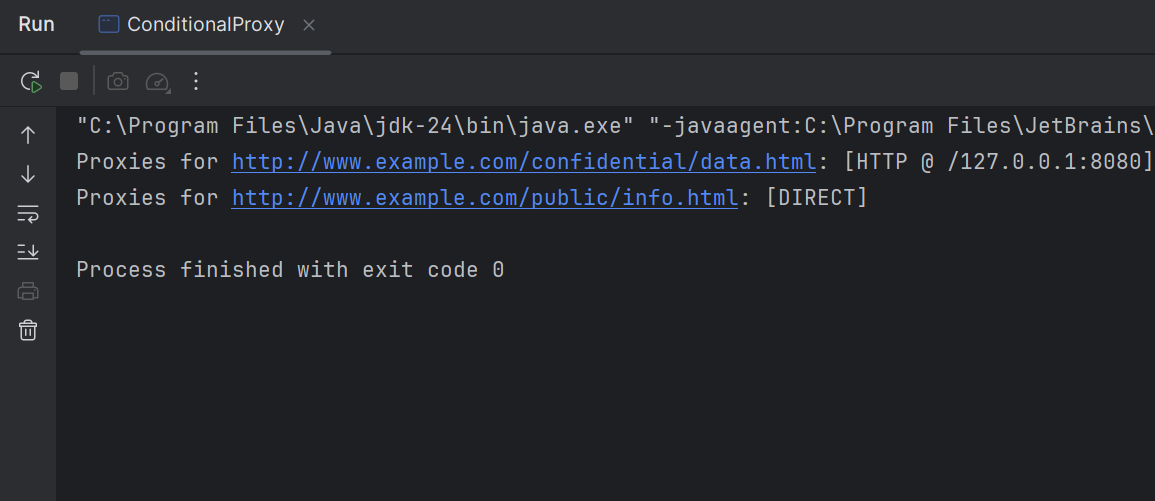 Run ConditionalProxy
"C:\Program Files\Java\jdk-24\bin\java.exe" "-javaagent:C:\Program Files\JetBrains\
Proxies for http://www.example.com/confidential/data.html: [HTTP @ /127.0.0.1:8080]
Proxies for http://www.example.com/public/info.html: [DIRECT]
Process finished with exit code 0